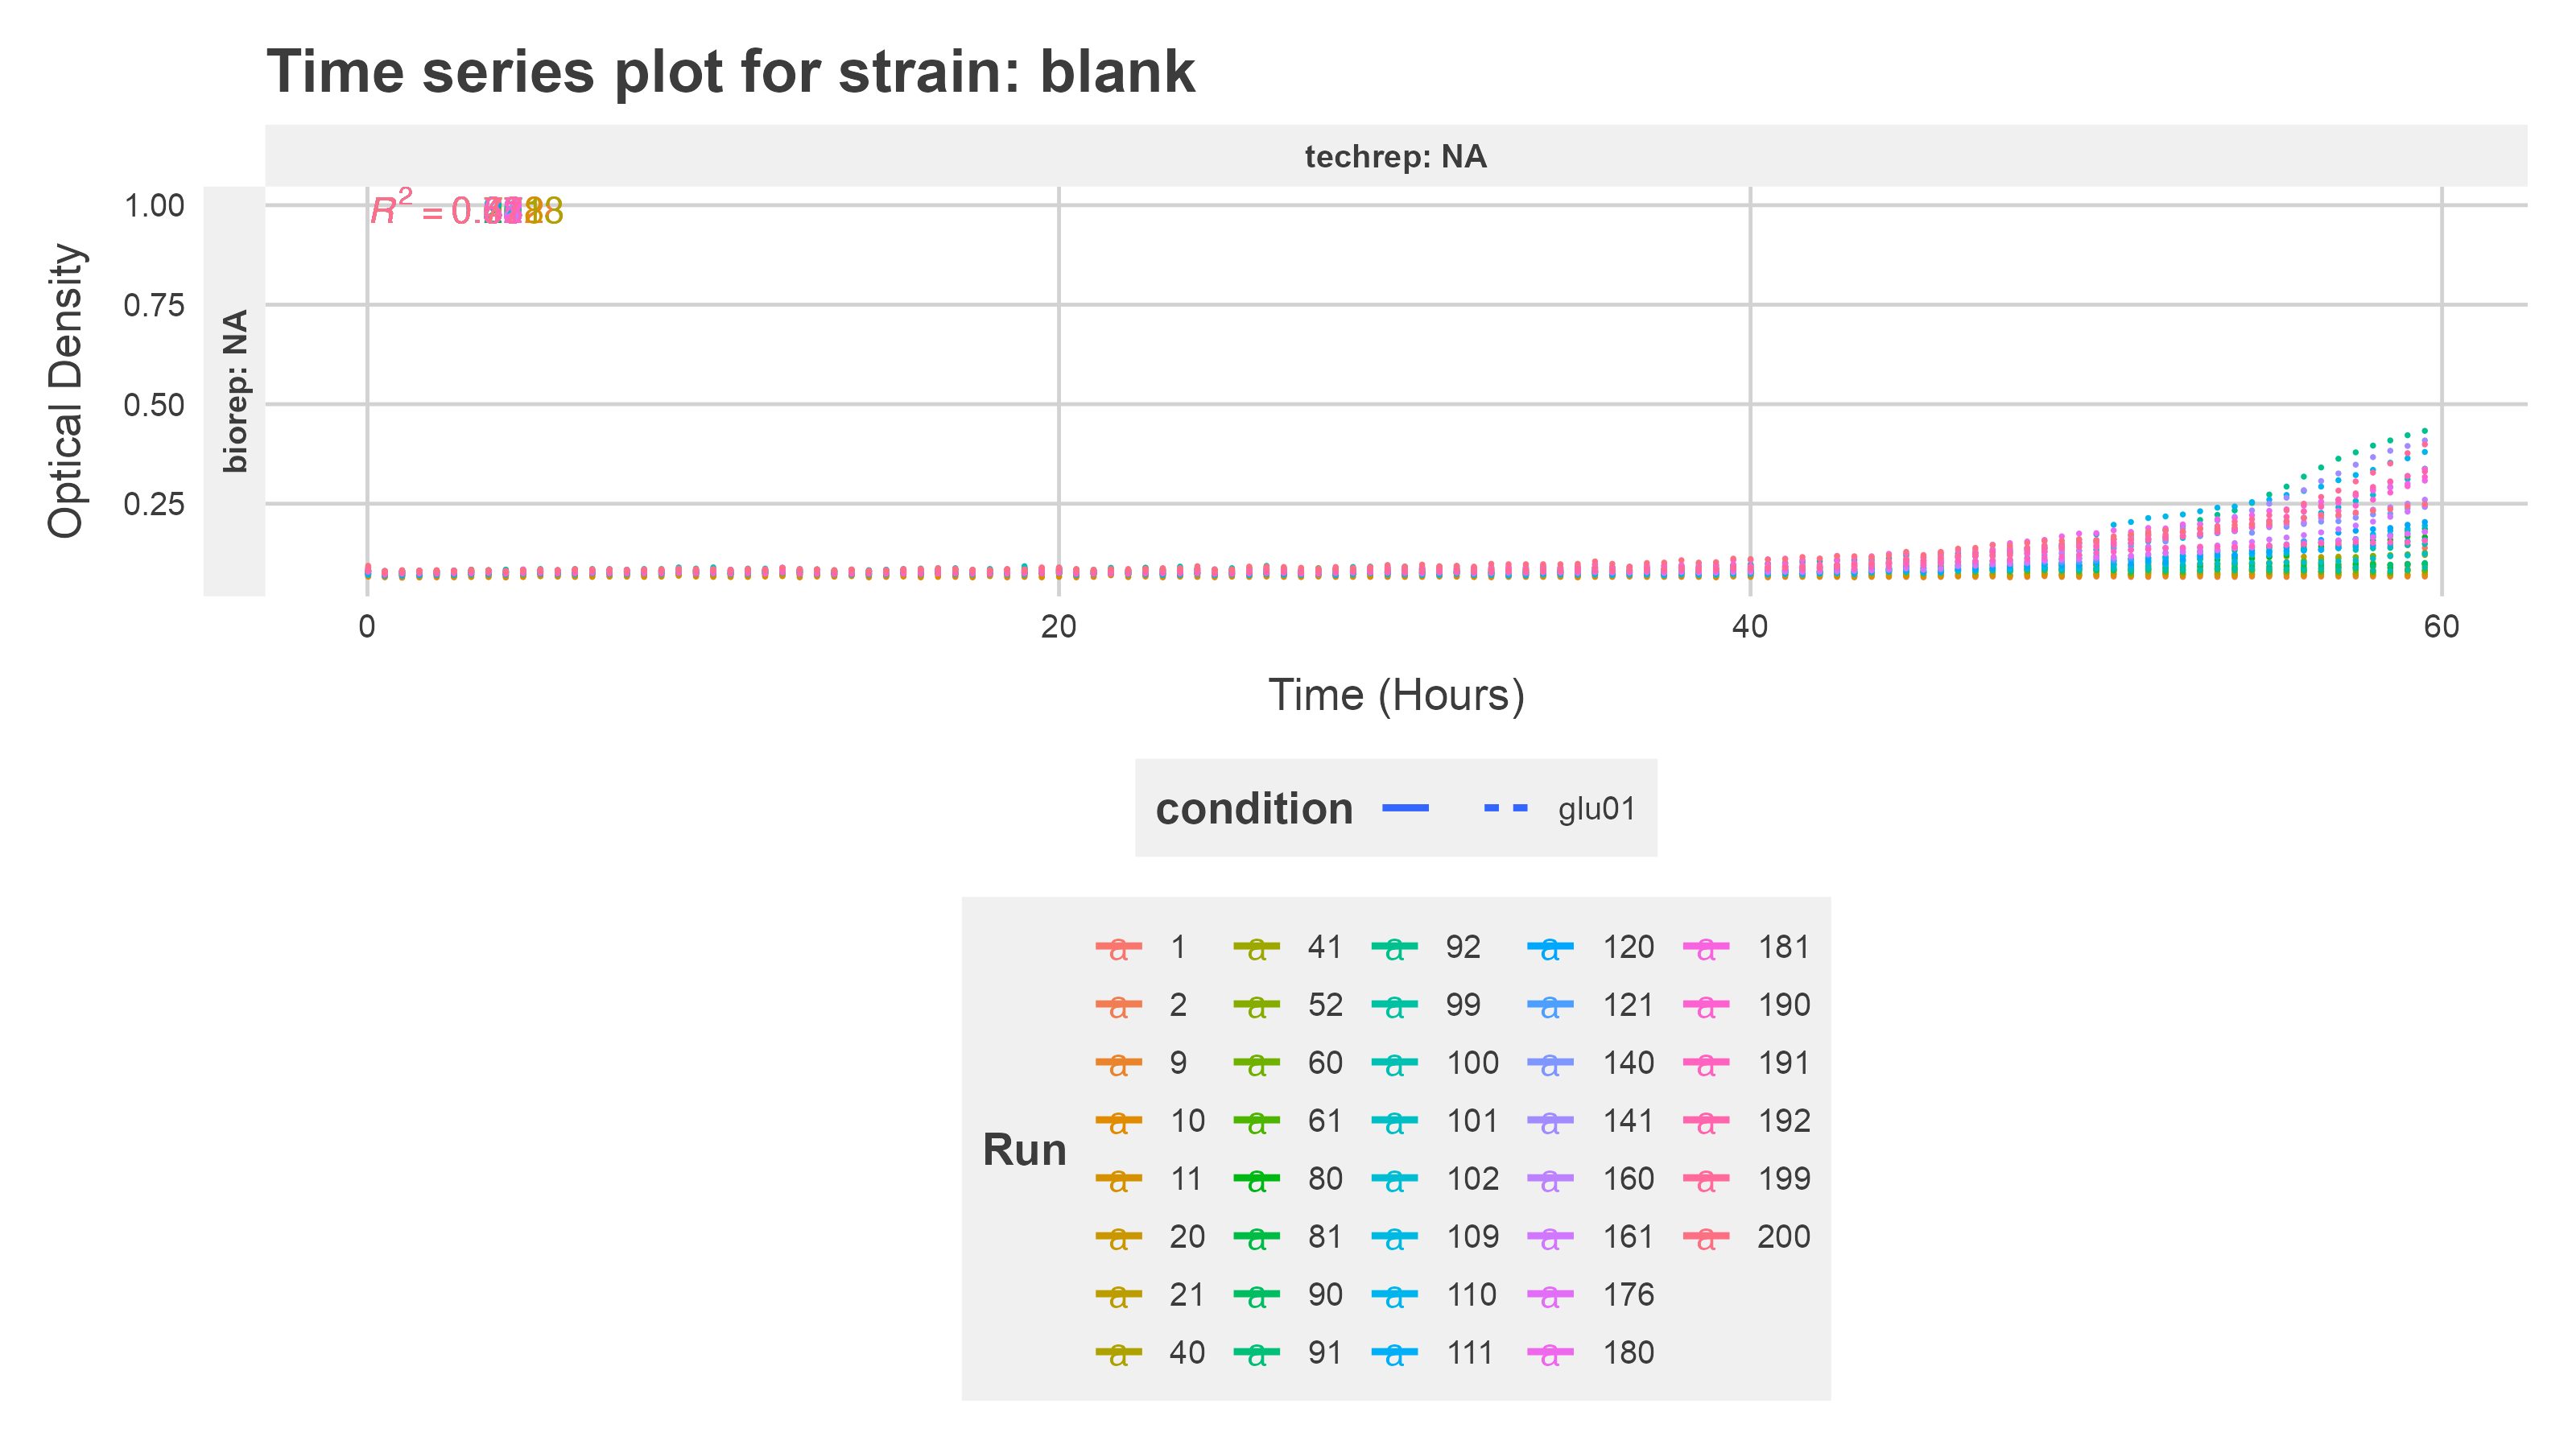 Time series plot for strain: blank
techrep: NA
biorep: NA
Optical Density
1.00
0.75
0.50
0.25
R² = 0.
0 20 40 60
Time (Hours)
condition glu01
Run
a 1 a 41 a 92 a 120 a 181
a 2 a 52 a 99 a 121 a 190
a 9 a 60 a 100 a 140 a 191
a 10 a 61 a 101 a 141 a 192
a 11 a 80 a 102 a 160 a 199
a 20 a 81 a 109 a 161 a 200
a 21 a 90 a 110 a 176
a 40 a 91 a 111 a 180